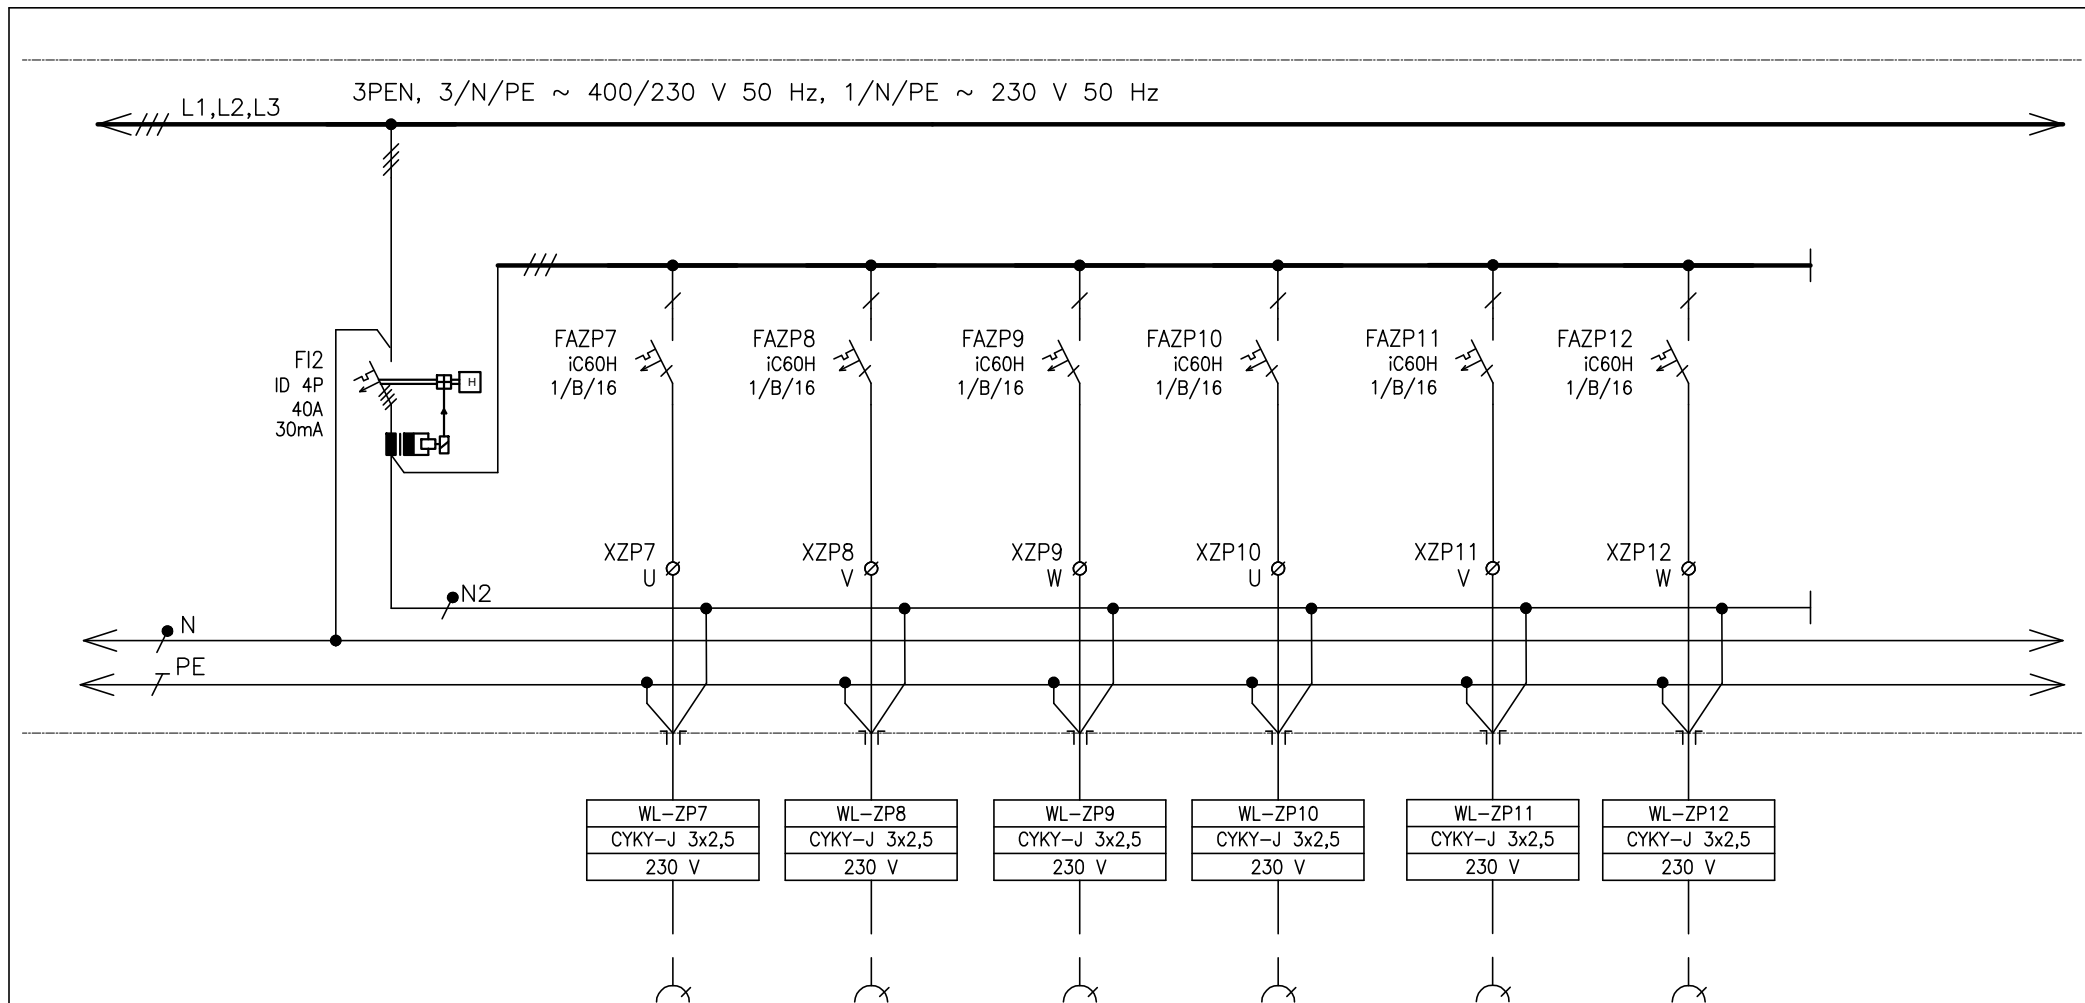 3PEN, 3/N/PE ~ 400/230 V 50 Hz, 1/N/PE ~ 230 V 50 Hz
L1,L2,L3
FI2
ID 4P
40A
30mA
H
FAZP7
iC60H
1/B/16
FAZP8
iC60H
1/B/16
FAZP9
iC60H
1/B/16
FAZP10
iC60H
1/B/16
FAZP11
iC60H
1/B/16
FAZP12
iC60H
1/B/16
XZP7
U
XZP8
V
XZP9
W
XZP10
U
XZP11
V
XZP12
W
N2
N
PE
WL-ZP7
CYKY-J 3x2,5
230 V
WL-ZP8
CYKY-J 3x2,5
230 V
WL-ZP9
CYKY-J 3x2,5
230 V
WL-ZP10
CYKY-J 3x2,5
230 V
WL-ZP11
CYKY-J 3x2,5
230 V
WL-ZP12
CYKY-J 3x2,5
230 V